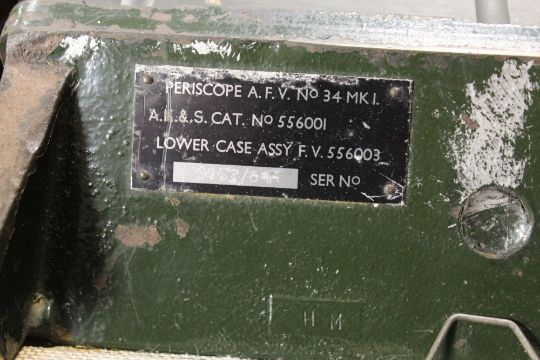 PERISCOPE A.F.V. No 34 MK I.
A.R.&S. CAT. No 556001
LOWER CASE ASSY F.V. 556003
SER No
H M